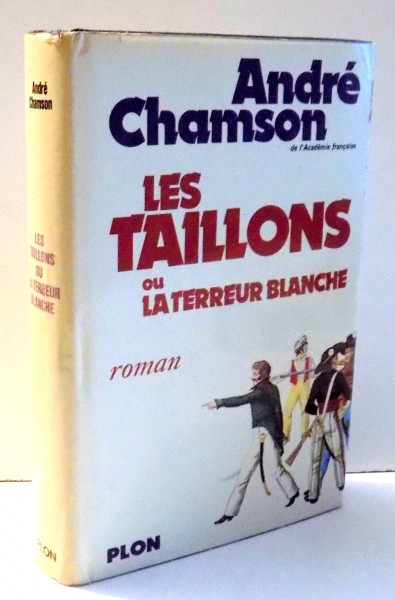 André
Chamson
LES
TAILLONS
OU
LA TERREUR
BLANCHE
PLON
André
Chamson
de l'Académie française
LES
TAILLONS
ou
LA TERREUR BLANCHE
roman
PLON